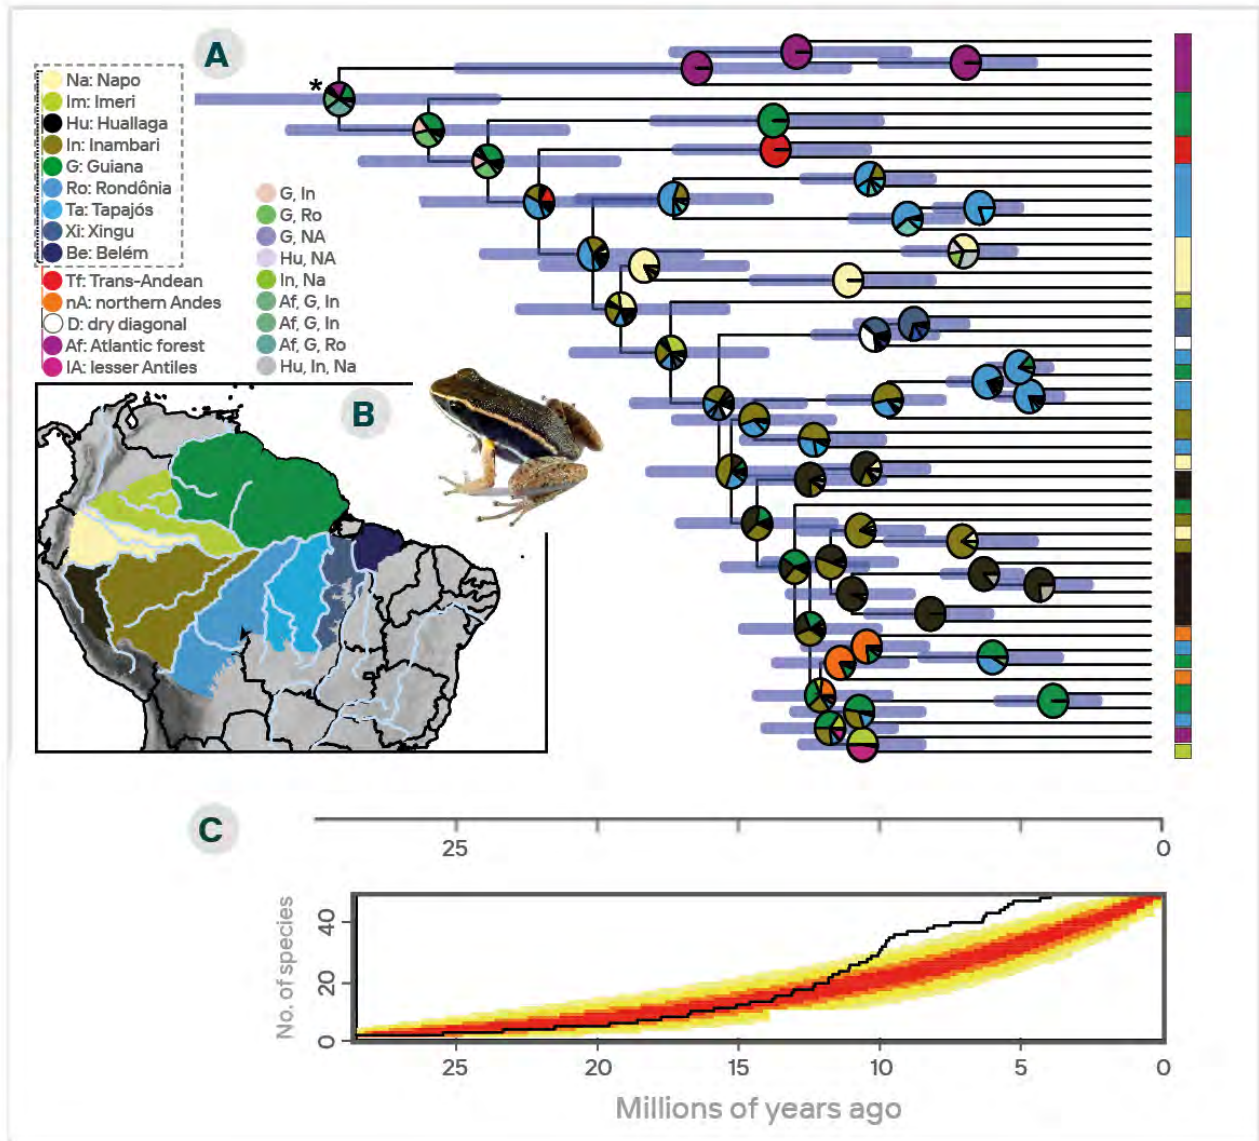 A
*
Na: Napo
Im: Imeri
Hu: Huallaga
In: Inambari
G: Guiana
Ro: Rondônia
Ta: Tapajós
Xi: Xingu
Be: Belém
Tf: Trans-Andean
nA: northern Andes
D: dry diagonal
Af: Atlantic forest
lA: lesser Antiles
G, In
G, Ro
G, NA
Hu, NA
In, Na
Af, G, In
Af, G, In
Af, G, Ro
Hu, In, Na
B
C
25
0
No. of species
40
20
0
25
20
15
10
5
0
Millions of years ago